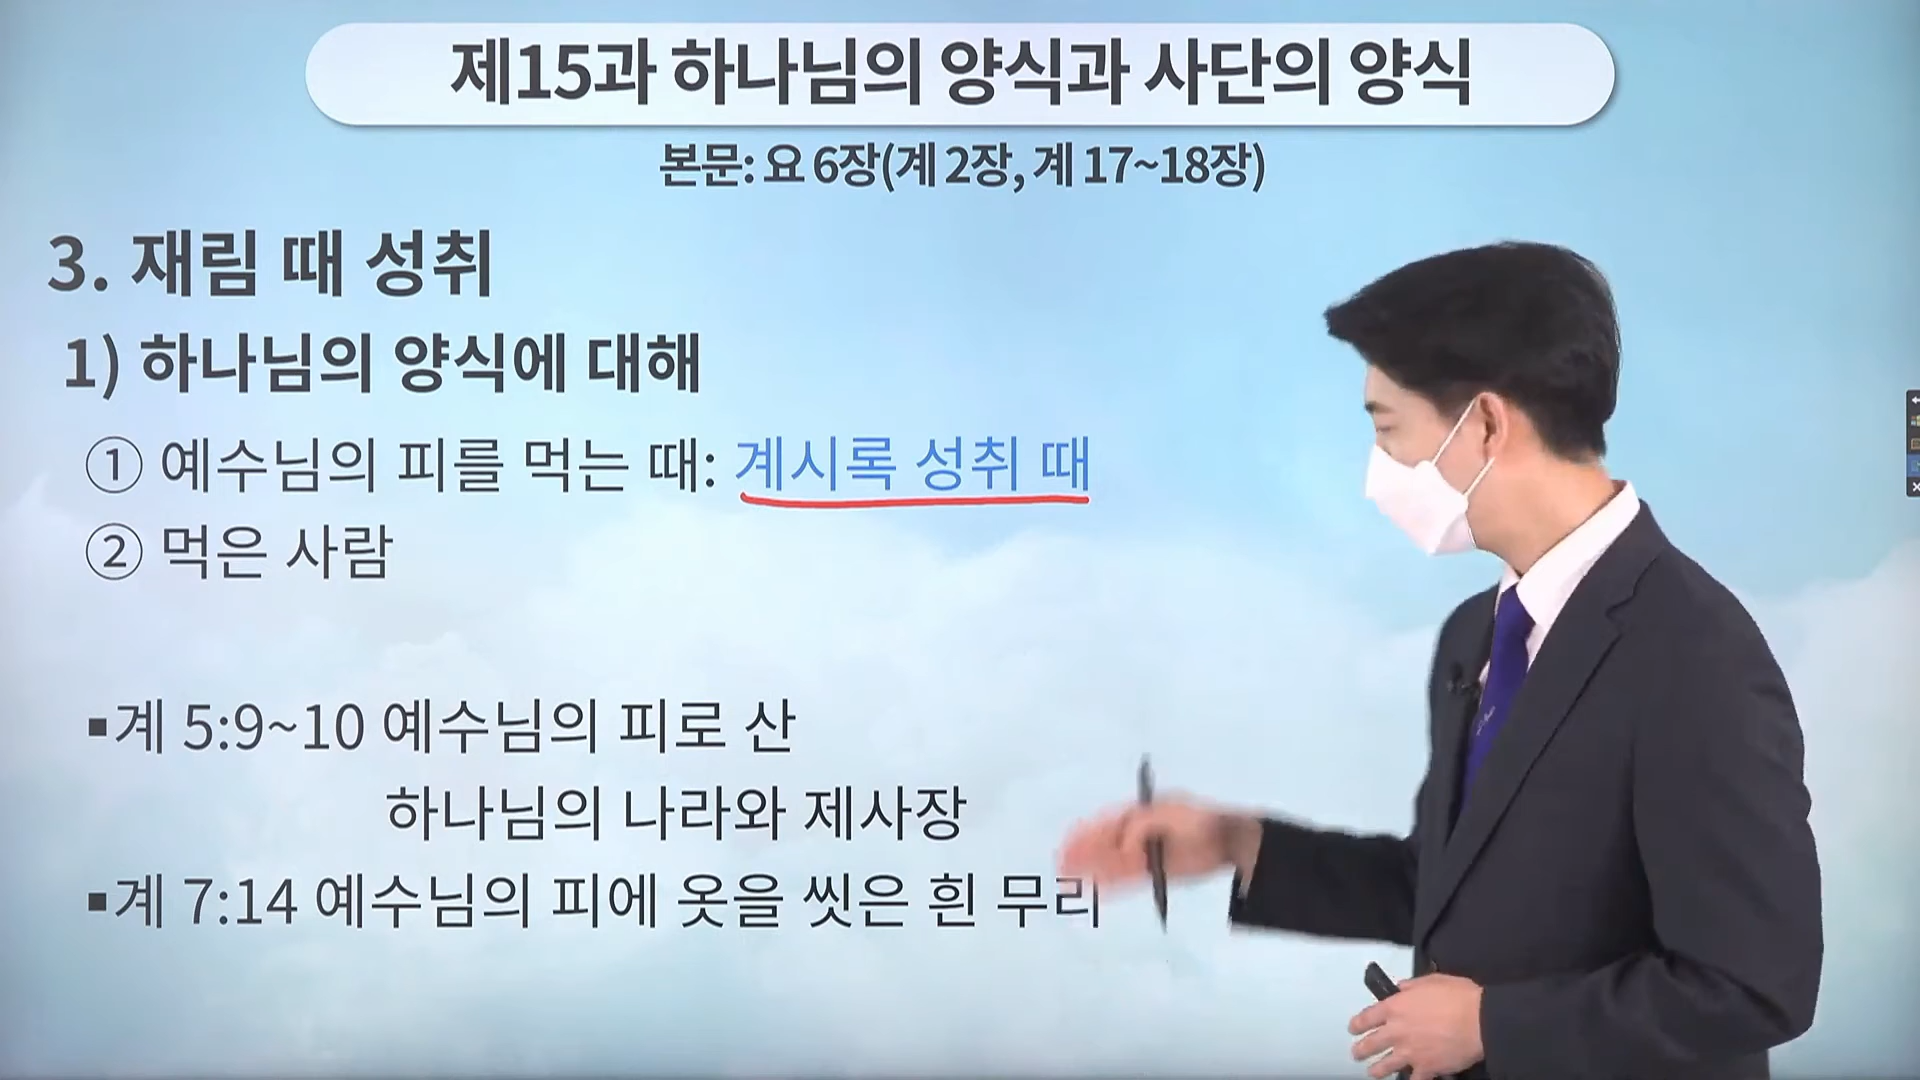 제15과 하나님의 양식과 사단의 양식
본문: 요 6장(계 2장, 계 17~18장)
3. 재림 때 성취
1) 하나님의 양식에 대해
① 예수님의 피를 먹는 때: 계시록 성취 때
② 먹은 사람
▪계 5:9~10 예수님의 피로 산
하나님의 나라와 제사장
▪계 7:14 예수님의 피에 옷을 씻은 흰 무리